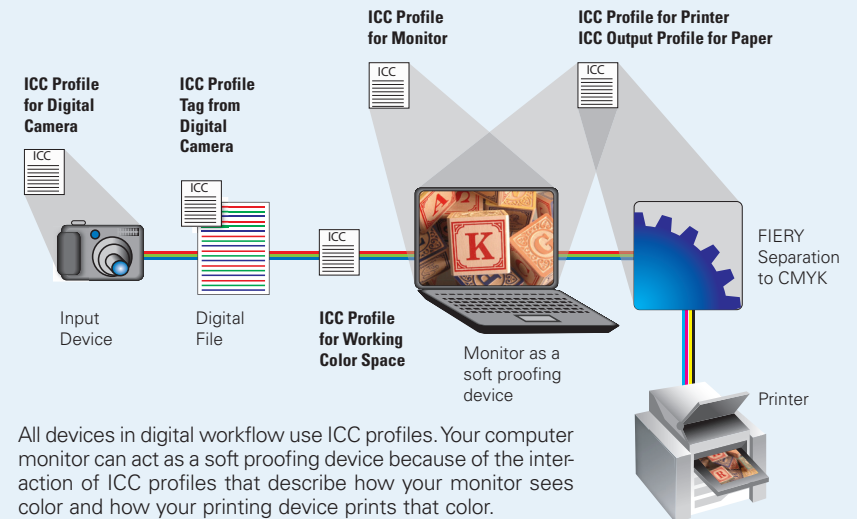 ICC Profile
for Monitor
ICC Profile for Printer
ICC Output Profile for Paper
ICC
ICC
ICC Profile
for Digital
Camera
ICC Profile
Tag from
Digital
Camera
ICC
ICC
ICC
K
FIERY
Separation
to CMYK
Input
Device
Digital
File
ICC Profile
for Working
Color Space
Monitor as a
soft proofing
device
Printer
All devices in digital workflow use ICC profiles. Your computer
monitor can act as a soft proofing device because of the inter-
action of ICC profiles that describe how your monitor sees
color and how your printing device prints that color.